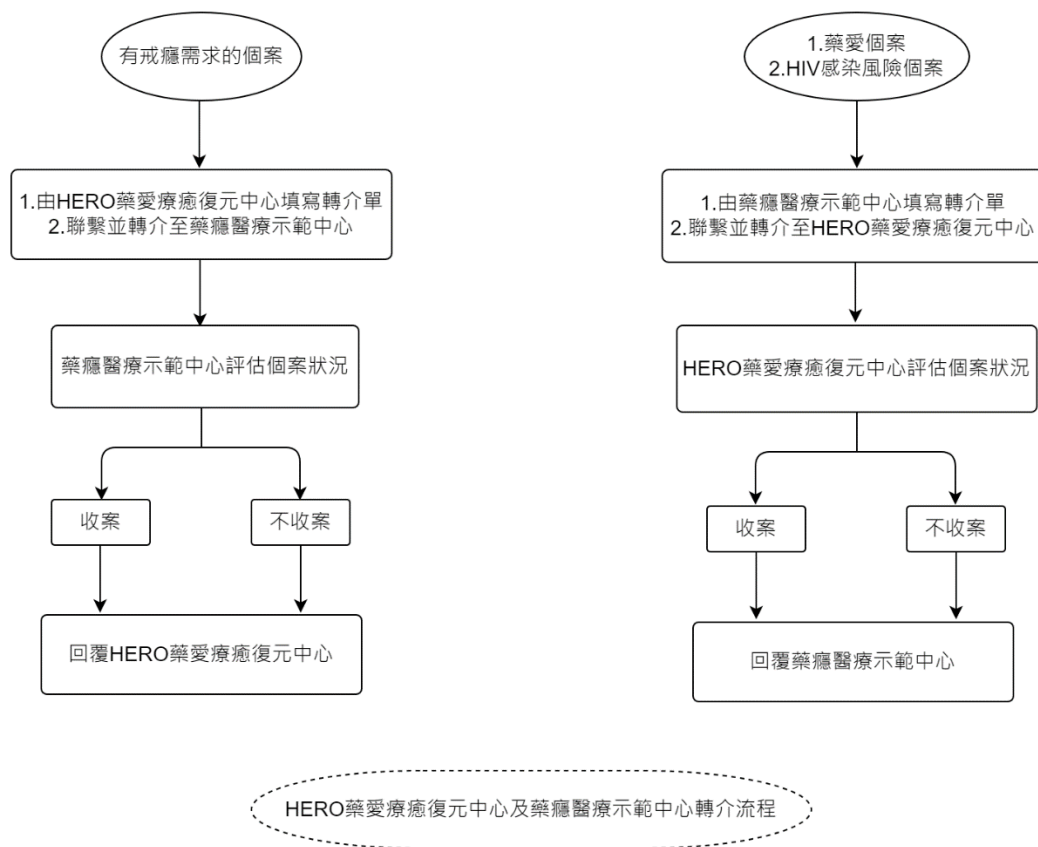 有戒癮需求的個案
1.由HERO藥愛療癒復元中心填寫轉介單
2.聯繫並轉介至藥癮醫療示範中心
藥癮醫療示範中心評估個案狀況
收案
不收案
回覆HERO藥愛療癒復元中心
1.藥愛個案
2.HIV感染風險個案
1.由藥癮醫療示範中心填寫轉介單
2.聯繫並轉介至HERO藥愛療癒復元中心
HERO藥愛療癒復元中心評估個案狀況
收案
不收案
回覆藥癮醫療示範中心
HERO藥愛療癒復元中心及藥癮醫療示範中心轉介流程